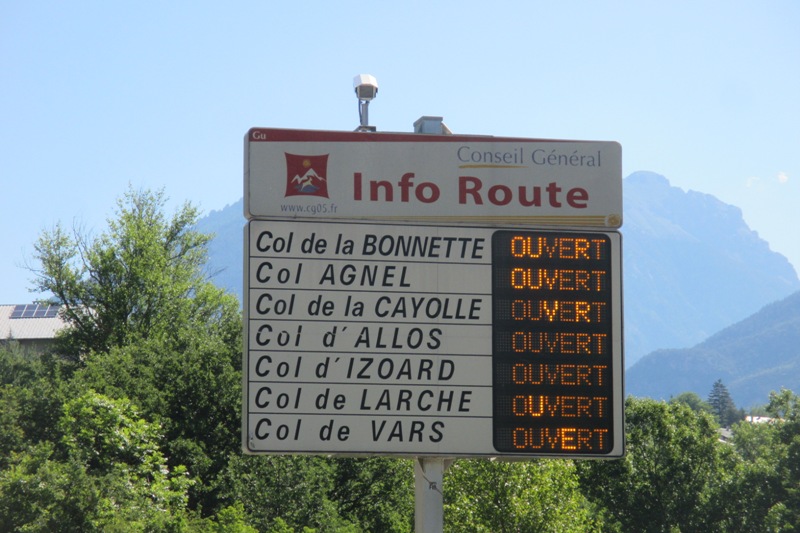 Gu
Conseil Général
Info Route
www.cg05.fr
Col de la BONNETTE OUVERT
Col AGNEL OUVERT
Col de la CAYOLLE OUVERT
Col d'ALLOS OUVERT
Col d'IZOARD OUVERT
Col de LARCHE OUVERT
Col de VARS OUVERT